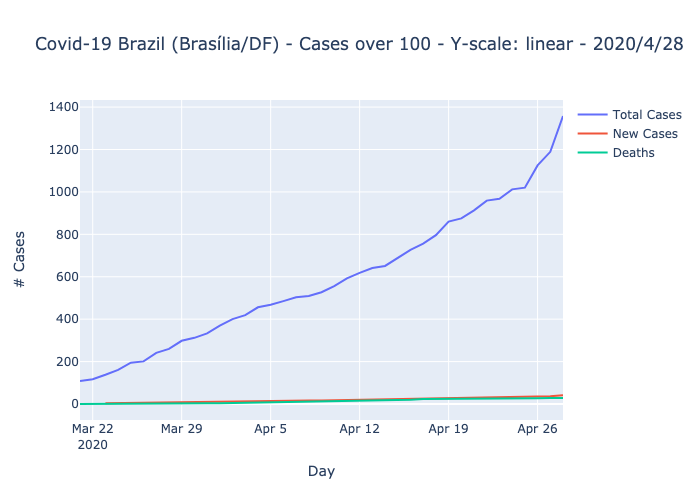 Covid-19 Brazil (Brasília/DF) - Cases over 100 - Y-scale: linear - 2020/4/28
1400
1200
1000
800
600
400
200
0
# Cases
Mar 22
2020
Mar 29
Apr 5
Apr 12
Apr 19
Apr 26
Day
Total Cases
New Cases
Deaths